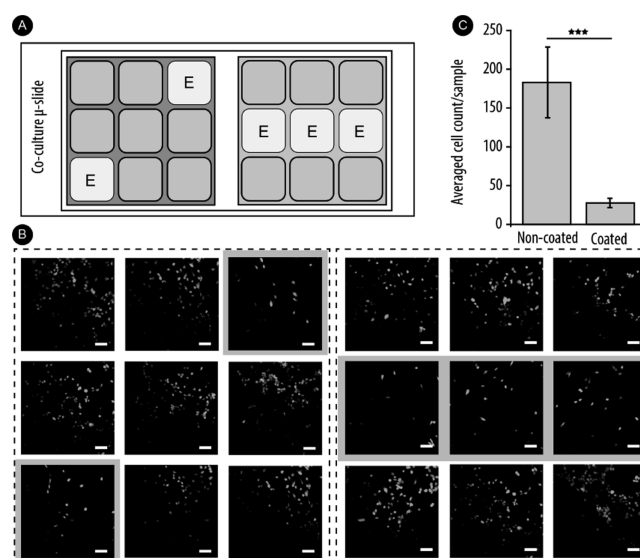 A
Co-culture μ-slide
E
E
E
E
E
C
***
Averaged cell count/sample
250
200
150
100
50
0
Non-coated
Coated
B